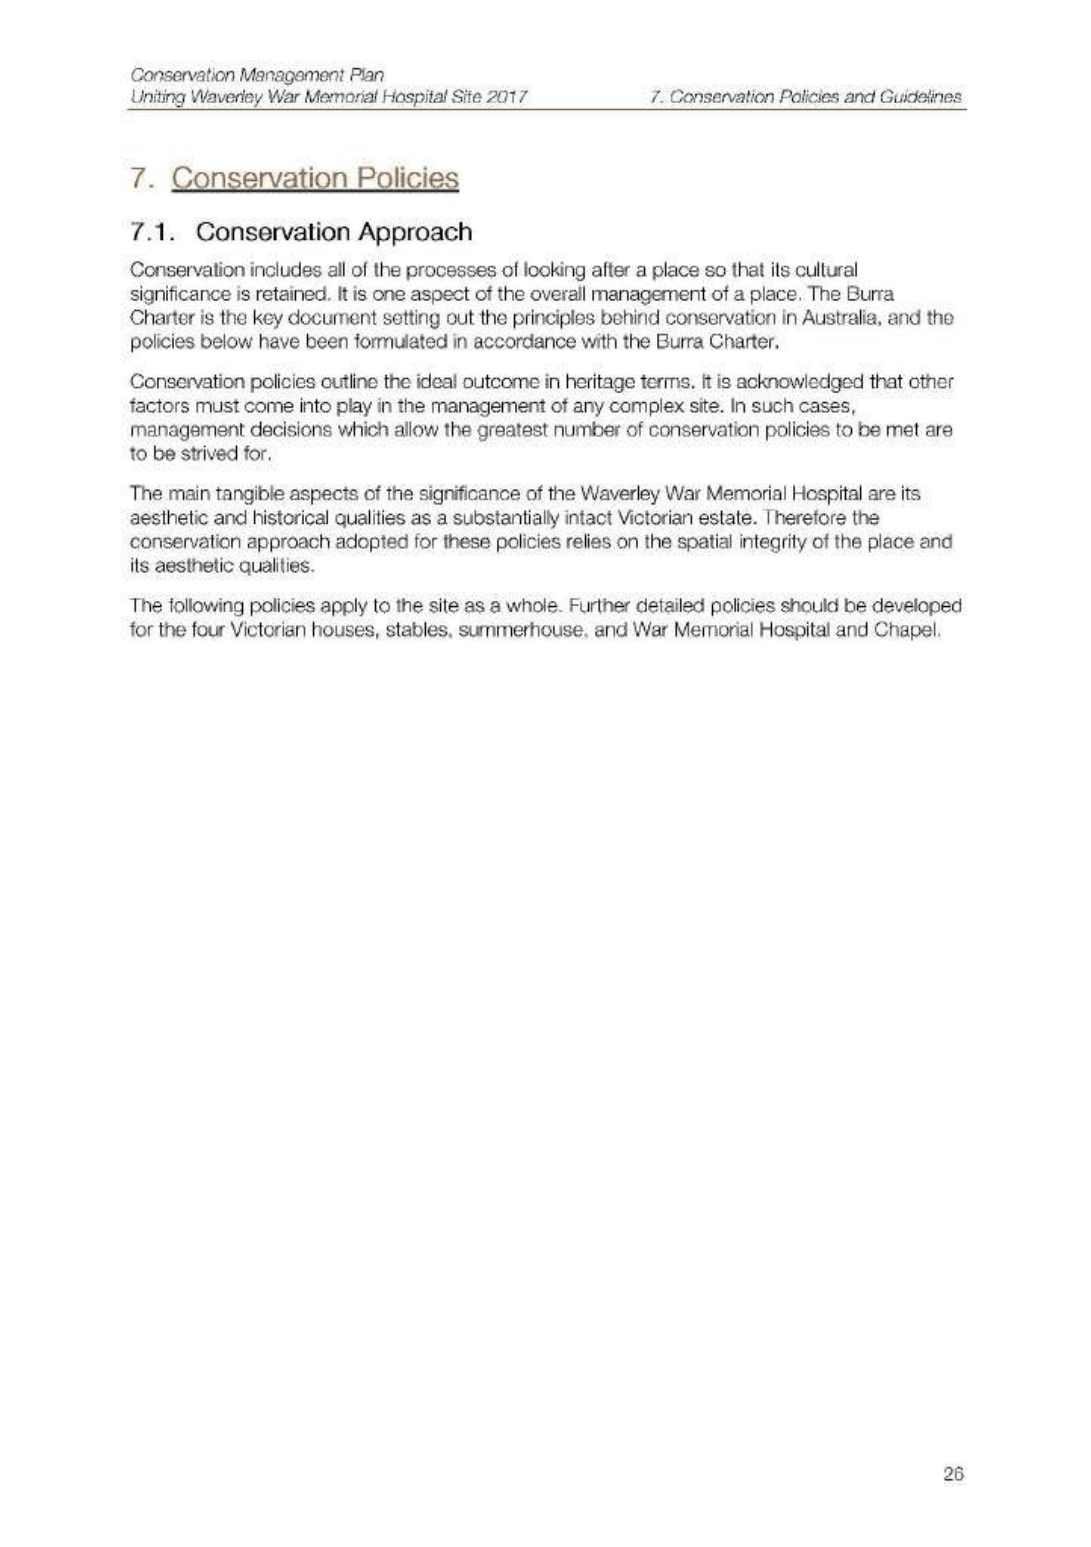 Conservation Management Plan
Uniting Waverley War Memorial Hospital Site 2017 7. Conservation Policies and Guidelines
7. Conservation Policies
7.1. Conservation Approach
Conservation includes all of the processes of looking after a place so that its cultural
significance is retained. It is one aspect of the overall management of a place. The Burra
Charter is the key document setting out the principles behind conservation in Australia, and the
policies below have been formulated in accordance with the Burra Charter.
Conservation policies outline the ideal outcome in heritage terms. It is acknowledged that other
factors must come into play in the management of any complex site. In such cases,
management decisions which allow the greatest number of conservation policies to be met are
to be strived for.
The main tangible aspects of the significance of the Waverley War Memorial Hospital are its
aesthetic and historical qualities as a substantially intact Victorian estate. Therefore the
conservation approach adopted for these policies relies on the spatial integrity of the place and
its aesthetic qualities.
The following policies apply to the site as a whole. Further detailed policies should be developed
for the four Victorian houses, stables, summerhouse, and War Memorial Hospital and Chapel.
26